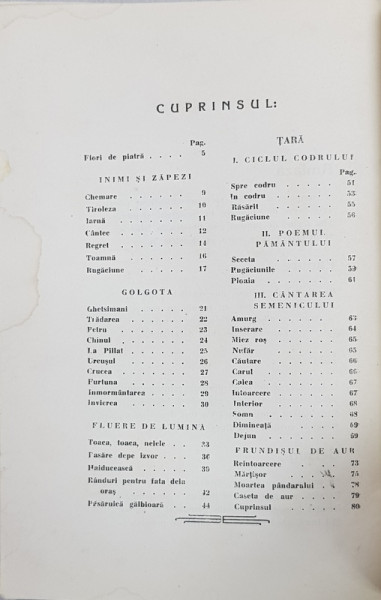 CUPRINSUL:
Pag.
Flori de piatră . . . . 5
INIMI ȘI ZĂPEZI
Chemare . . . . . . 9
Tiroleza . . . . . . 10
Iarnă . . . . . . 11
Cântec . . . . . . 12
Regret . . . . . . 14
Toamnă . . . . . . 16
Rugăciune . . . . . 17
GOLGOTA
Ghetsimani . . . . . 21
Trădarea . . . . . . 22
Petru . . . . . . 23
Chinul . . . . . . 24
La Pilat . . . . . . 25
Urcușul . . . . . . 26
Crucea . . . . . . 27
Furtuna . . . . . . 28
Inmormântarea . . . . 29
Invierea . . . . . . 30
FLUERE DE LUMINĂ
Toaca, toaca, nelele . . 33
Pasăre depe izvor . . . 36
Haiducească . . . . 39
Rânduri pentru fata dela
oraș . . . . . . 42
Păsăruică gălbioară . . 44
ȚARĂ
I. CICLUL CODRULUI
Pag.
Spre codru . . . . . 51
In codru . . . . . 53
Răsărit . . . . . 55
Rugăciune . . . . . 56
II. POEMUL
PĂMÂNTULUI
Seceta . . . . . 57
Rugăciunile . . . . . 59
Ploaia . . . . . 61
III. CÂNTAREA
SEMENICULUI
Amurg . . . . . 63
Inserare . . . . . 64
Miez roș . . . . . 65
Nufăr . . . . . 65
Căutare . . . . . 66
Carul . . . . . 66
Calea . . . . . 67
Intoarcere . . . . . 67
Interior . . . . . 68
Somn . . . . . 68
Dimineață . . . . . 69
Dejun . . . . . 69
FRUNDIȘUL DE AUR
Reintoarcere . . . . 73
Mărțișor . . . . 75
Moartea pândarului . . 78
Caseta de aur . . . . 79
Cuprinsul . . . . . 80